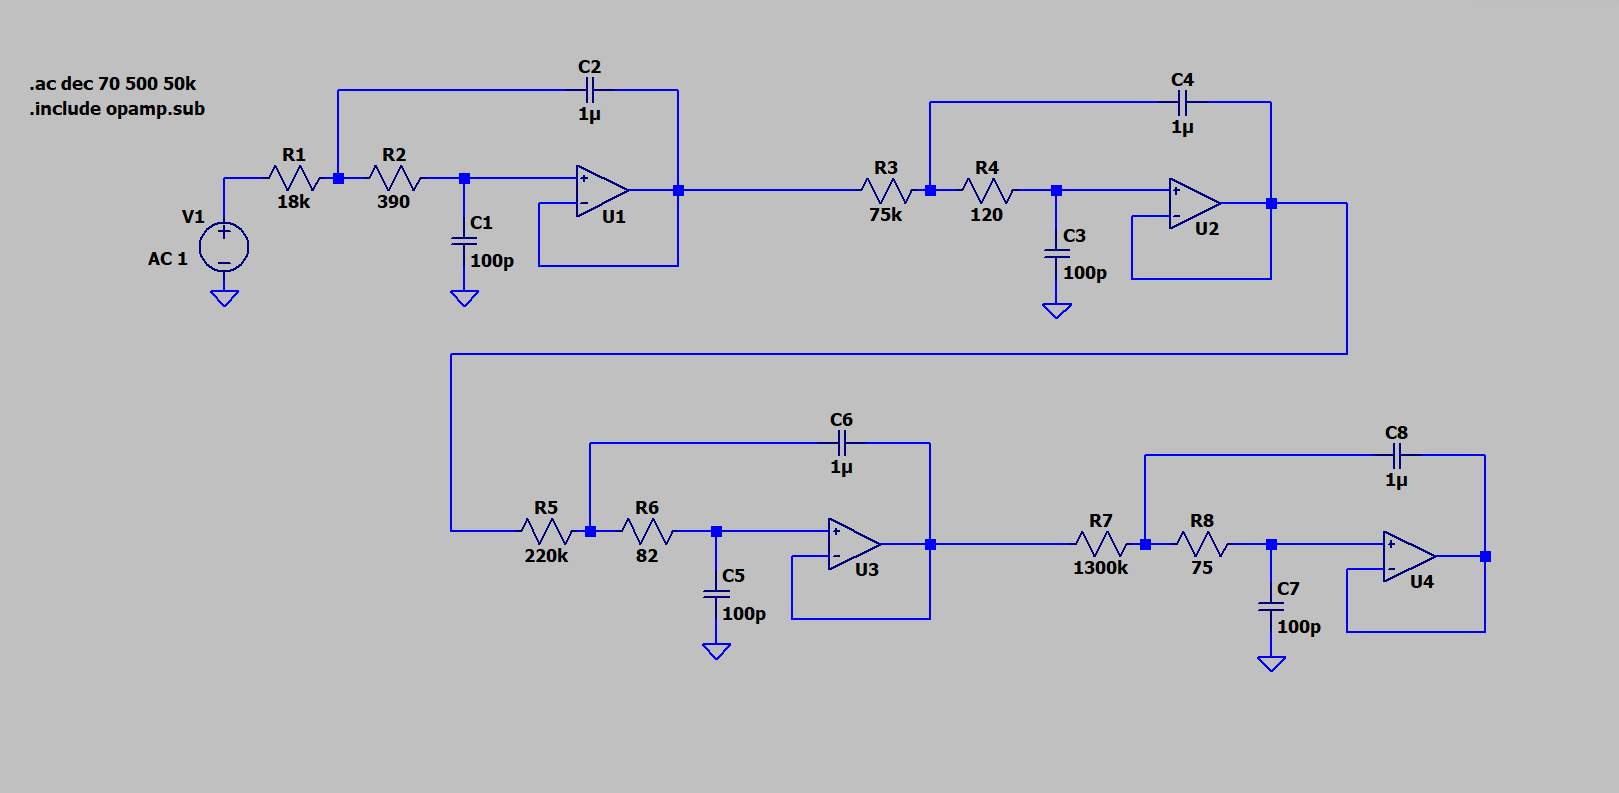 .ac dec 70 500 50k
.include opamp.sub
C2
1µ
C4
1µ
R1
18k
R2
390
R3
75k
R4
120
V1
AC 1
C1
100p
U1
C3
100p
U2
C6
1µ
C8
1µ
R5
220k
R6
82
R7
1300k
R8
75
C5
100p
U3
C7
100p
U4